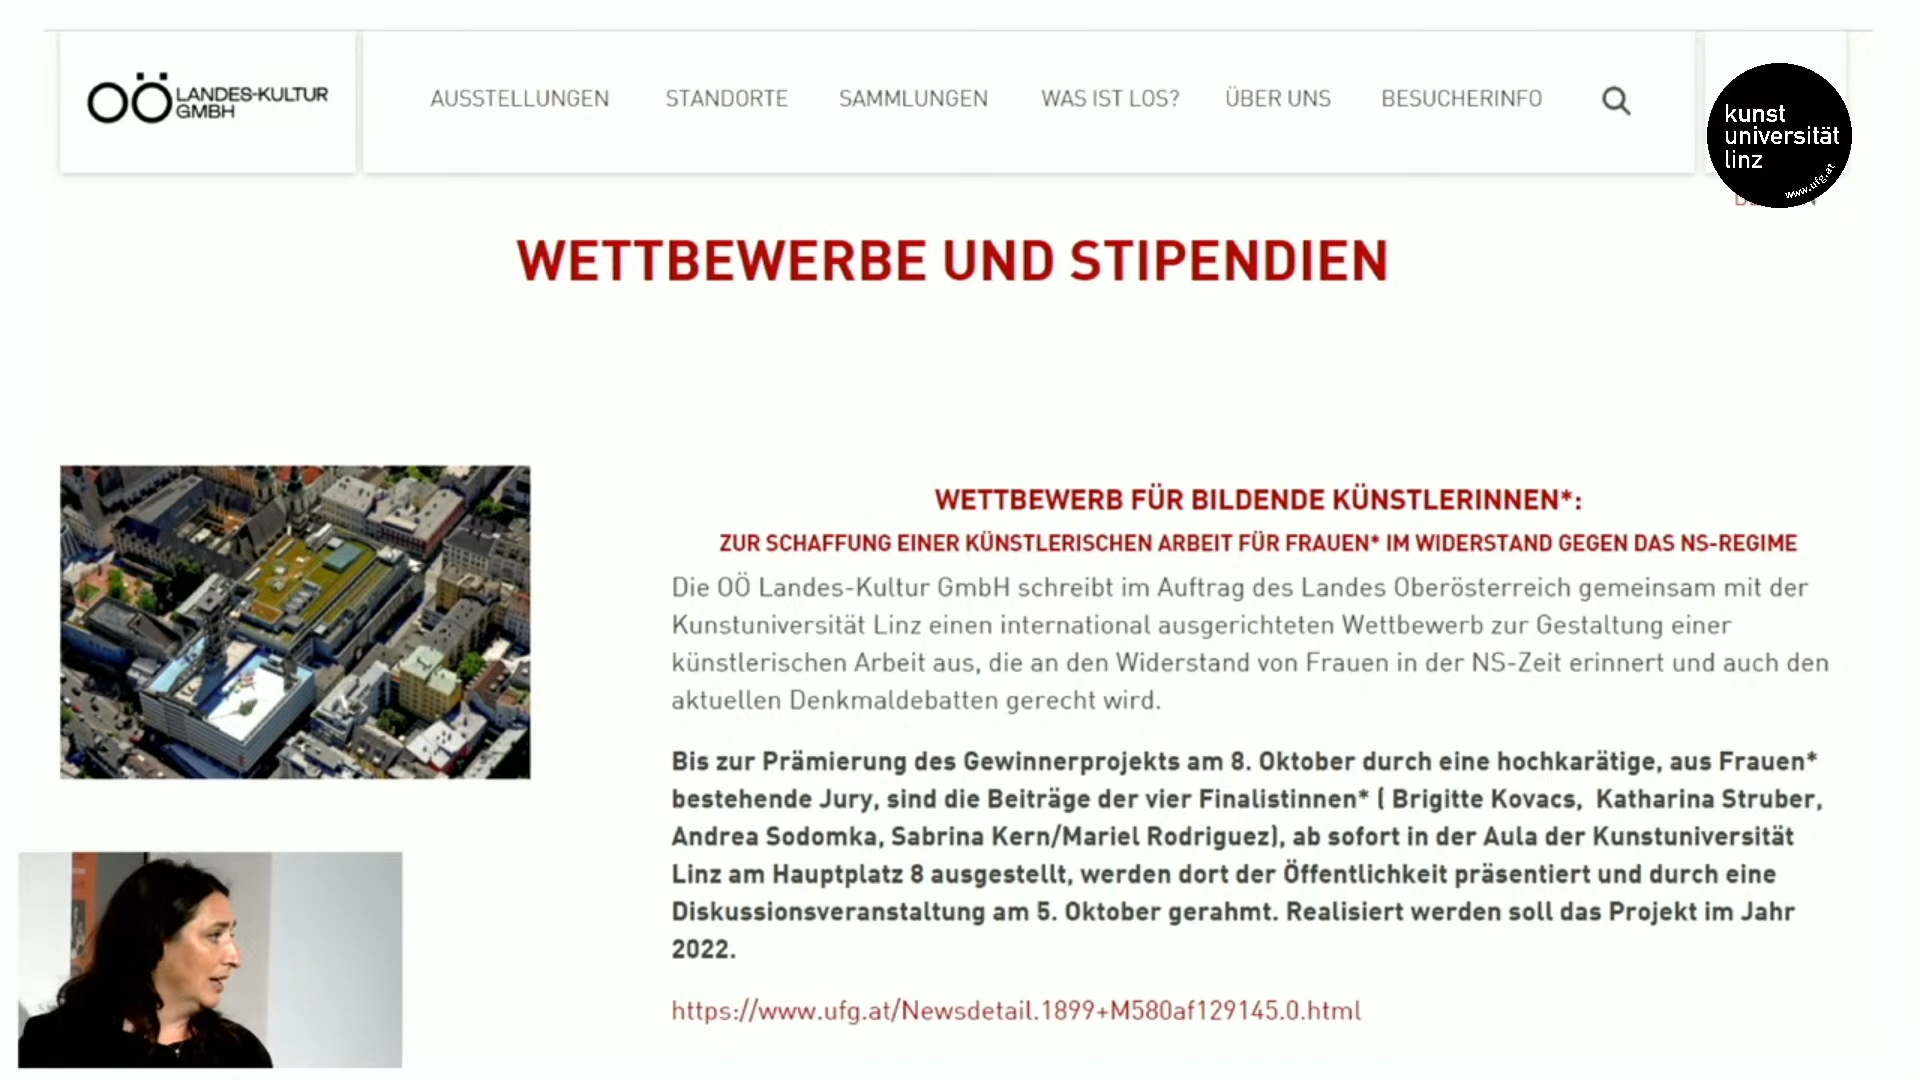 OÖ LANDES-KULTUR
GMBH
AUSSTELLUNGEN STANDORTE SAMMLUNGEN WAS IST LOS? ÜBER UNS BESUCHERINFO
kunst
universität
linz
www.ufg.at
WETTBEWERBE UND STIPENDIEN
WETTBEWERB FÜR BILDENDE KÜNSTLERINNEN*:
ZUR SCHAFFUNG EINER KÜNSTLERISCHEN ARBEIT FÜR FRAUEN* IM WIDERSTAND GEGEN DAS NS-REGIME
Die OÖ Landes-Kultur GmbH schreibt im Auftrag des Landes Oberösterreich gemeinsam mit der
Kunstuniversität Linz einen international ausgerichteten Wettbewerb zur Gestaltung einer
künstlerischen Arbeit aus, die an den Widerstand von Frauen in der NS-Zeit erinnert und auch den
aktuellen Denkmaldebatten gerecht wird.
Bis zur Prämierung des Gewinnerprojekts am 8. Oktober durch eine hochkarätige, aus Frauen*
bestehende Jury, sind die Beiträge der vier Finalistinnen* ( Brigitte Kovacs, Katharina Struber,
Andrea Sodomka, Sabrina Kern/Mariel Rodriguez), ab sofort in der Aula der Kunstuniversität
Linz am Hauptplatz 8 ausgestellt, werden dort der Öffentlichkeit präsentiert und durch eine
Diskussionsveranstaltung am 5. Oktober gerahmt. Realisiert werden soll das Projekt im Jahr
2022.
https://www.ufg.at/Newsdetail.1899+M580af129145.0.html